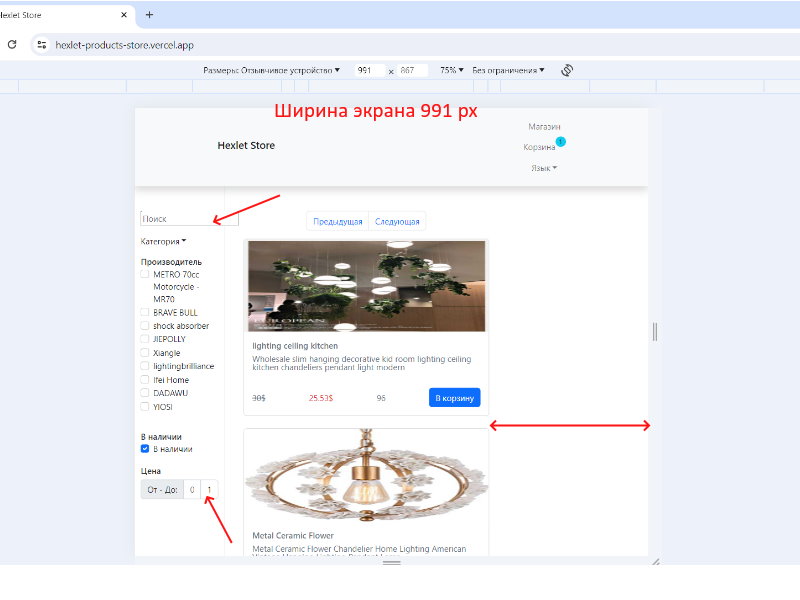 Hexlet Store
hexlet-products-store.vercel.app
Размеры: Отзывчивое устройство 991 x 867 75% Без ограничения
Ширина экрана 991 px
Магазин
Hexlet Store
Корзина 1
Язык
Поиск
Предыдущая Следующая
Категория
Производитель
METRO 70cc
Motorcycle -
MR70
BRAVE BULL
shock absorber
JIEPOLLY
Xiangle
lightingbrilliance
Ifei Home
DADAWU
YIOSI
EUROPEAN
lighting ceiling kitchen
Wholesale slim hanging decorative kid room lighting ceiling
kitchen chandeliers pendant light modern
30$ 25.53$ 96 В корзину
В наличии
В наличии
Цена
От - До: 0 1
Metal Ceramic Flower
Metal Ceramic Flower Chandelier Home Lighting American